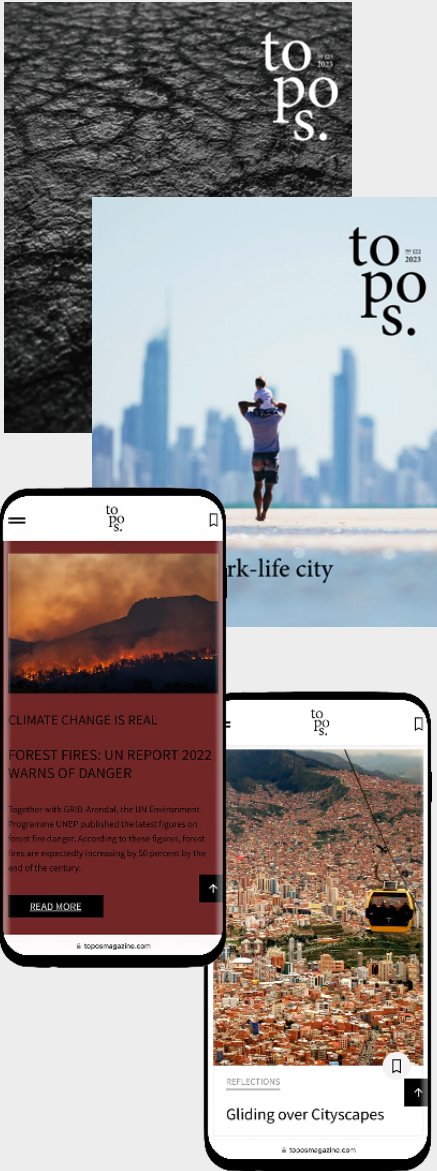 to
po
s.
2023
to
122
2023
po
s.
rk-life city
to
po
s.
CLIMATE CHANGE IS REAL
FOREST FIRES: UN REPORT 2022
WARNS OF DANGER
Together with GRID-Arendal, the UN Environment
Programme UNEP published the latest figures on
forest fire danger. According to these figures, forest
fires are expectedly increasing by 50 percent by the
end of the century.
READ MORE
toposmagazine.com
to
po
s.
REFLECTIONS
Gliding over Cityscapes
toposmagazine.com